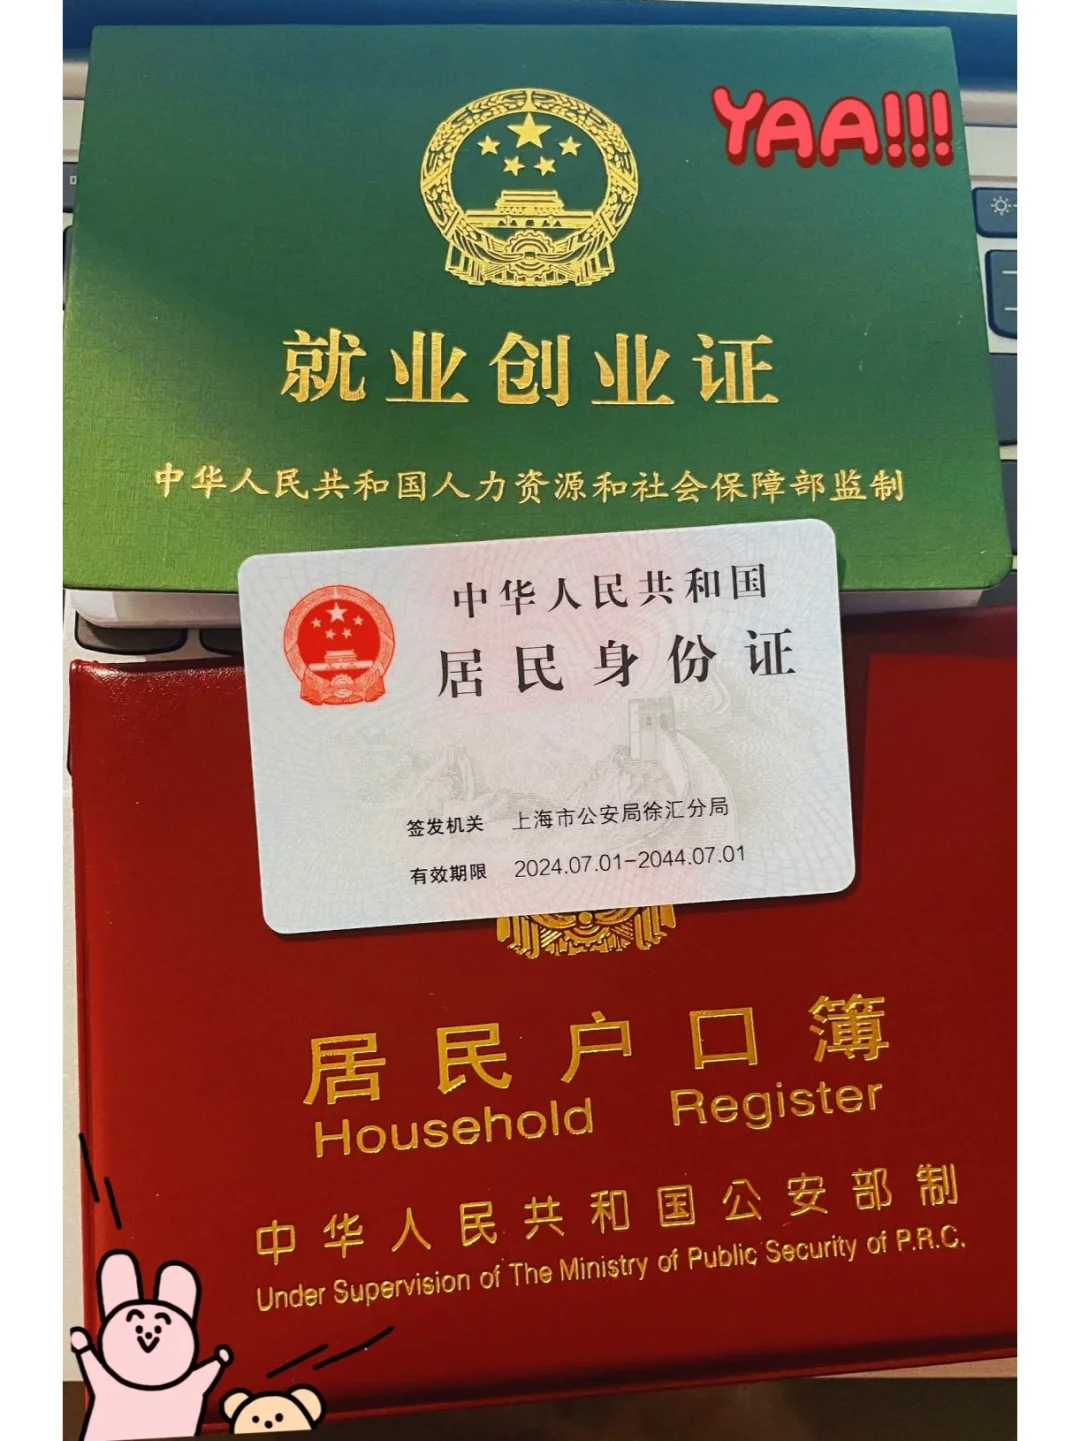 YAA!!!
就业创业证
中华人民共和国人力资源和社会保障部监制
中华人民共和国
居民身份证
签发机关 上海市公安局徐汇分局
有效期限 2024.07.01-2044.07.01
居民户口簿
Household Register
中华人民共和国公安部制
Under Supervision of The Ministry of Public Security of P.R.C.